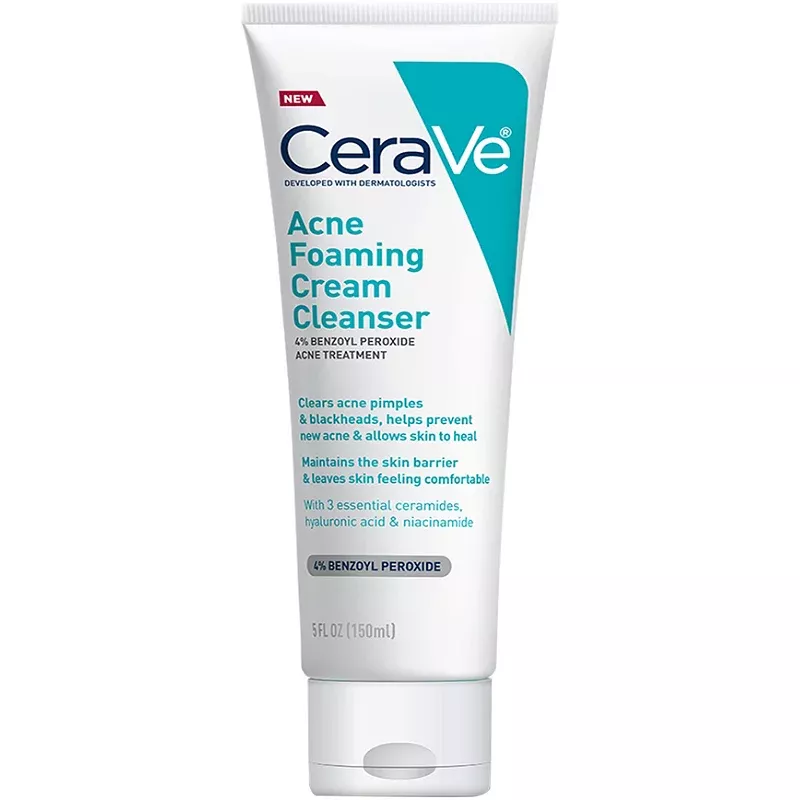 NEW
CeraVe®
DEVELOPED WITH DERMATOLOGISTS
Acne
Foaming
Cream
Cleanser
4% BENZOYL PEROXIDE
ACNE TREATMENT
Clears acne pimples
& blackheads, helps prevent
new acne & allows skin to heal
Maintains the skin barrier
& leaves skin feeling comfortable
With 3 essential ceramides,
hyaluronic acid & niacinamide
4% BENZOYL PEROXIDE
5 FL OZ (150ml)